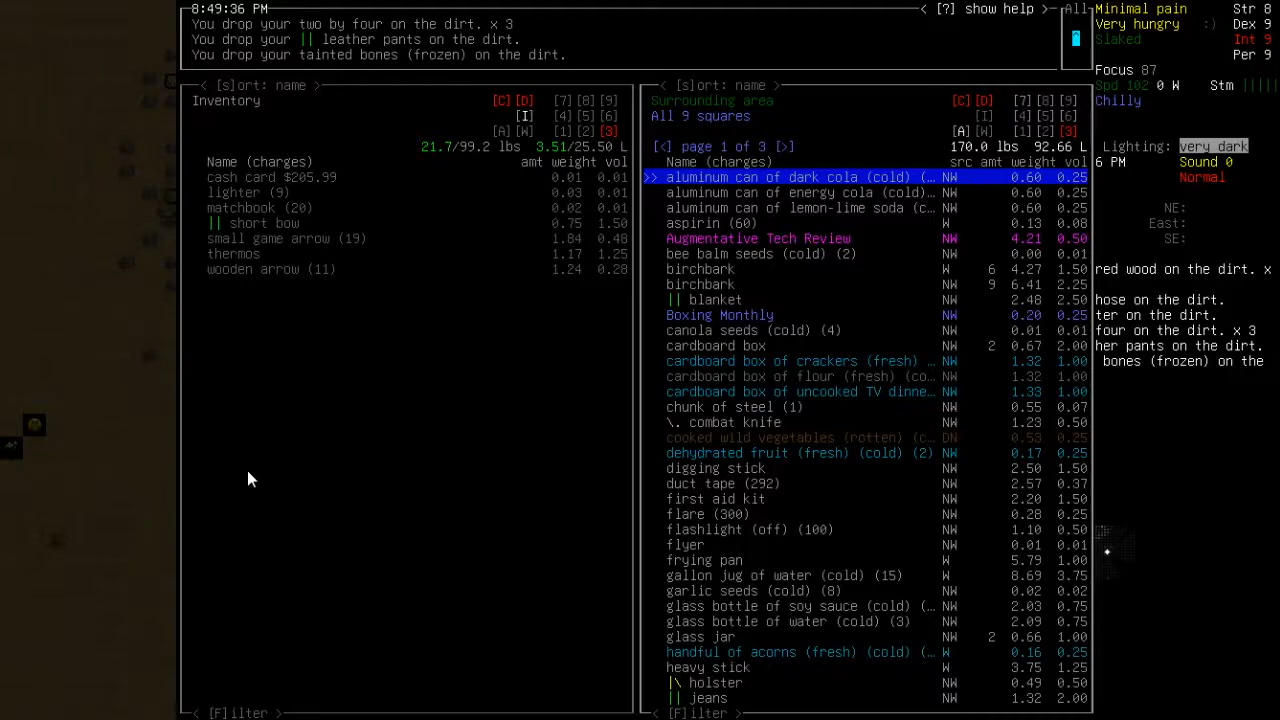 8:49:36 PM
< [?] show help >
All
You drop your two by four on the dirt. x 3
You drop your || leather pants on the dirt.
You drop your tainted bones (frozen) on the dirt.
Minimal pain Str 8
Very hungry :) Dex 9
Slaked Int 9
Per 9
Focus 87
Spd 102 0 W Stm |||||
Chilly
Lighting: very dark
6 PM Sound 0
Normal
NE:
East:
SE:
red wood on the dirt. x
hose on the dirt.
ter on the dirt.
four on the dirt. x 3
her pants on the dirt.
bones (frozen) on the
< [s]ort: name >
Inventory [C][D] [7][8][9]
[I] [4][5][6]
[A][W] [1][2][3]
21.7/99.2 lbs 3.51/25.50 L
Name (charges) amt weight vol
cash card $205.99 0.01 0.01
lighter (9) 0.01 0.01
matchbook (20) 0.02 0.01
|| short bow 0.75 1.50
small game arrow (19) 1.84 0.48
thermos 1.17 1.25
wooden arrow (11) 1.24 0.28
< [F]ilter >
< [s]ort: name >
Surrounding area [C][D] [7][8][9]
All 9 squares [I] [4][5][6]
[A][W] [1][2][3]
[<] page 1 of 3 [>] 170.0 lbs 92.66 L
Name (charges) src amt weight vol
>> aluminum can of dark cola (cold) (… NW 0.60 0.25
aluminum can of energy cola (cold)… NW 0.60 0.25
aluminum can of lemon-lime soda (c… NW 0.60 0.25
aspirin (60) W 0.13 0.08
Augmentative Tech Review NW 4.21 0.50
bee balm seeds (cold) (2) NW 0.00 0.01
birchbark W 6 4.27 1.50
birchbark NW 9 6.41 2.25
|| blanket NW 2.48 2.50
Boxing Monthly NW 0.20 0.25
canola seeds (cold) (4) NW 0.01 0.01
cardboard box NW 2 0.67 2.00
cardboard box of crackers (fresh) … NW 1.32 1.00
cardboard box of flour (fresh) (co… NW 1.32 1.00
cardboard box of uncooked TV dinne… NW 1.33 1.00
chunk of steel (1) NW 0.55 0.07
\. combat knife NW 1.23 0.50
cooked wild vegetables (rotten) (c… DN 0.53 0.25
dehydrated fruit (fresh) (cold) (2) NW 0.17 0.25
digging stick NW 2.50 1.50
duct tape (292) NW 2.57 0.37
first aid kit NW 2.20 1.50
flare (300) NW 0.28 0.25
flashlight (off) (100) NW 1.10 0.50
flyer NW 0.01 0.01
frying pan W 5.79 1.00
gallon jug of water (cold) (15) W 8.69 3.75
garlic seeds (cold) (8) NW 0.02 0.02
glass bottle of soy sauce (cold) (… NW 2.03 0.75
glass bottle of water (cold) (3) NW 2.09 0.75
glass jar NW 2 0.66 1.00
handful of acorns (fresh) (cold) (… W 0.16 0.25
heavy stick W 3.75 1.25
|\ holster NW 0.49 0.50
|| jeans NW 1.32 2.00
< [F]ilter >